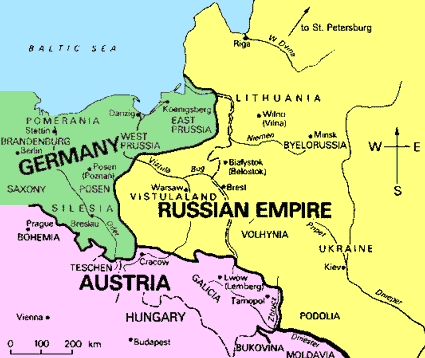 to St. Petersburg
BALTIC SEA
Riga
W. Dvina
LITHUANIA
Koenigsberg
Danzig
EAST
PRUSSIA
POMERANIA
Stettin
BRANDENBURG
Berlin
WEST
PRUSSIA
GERMANY
Wilno
(Vilna)
Niemen
Minsk
BYELORUSSIA
W
E
S
Vistula
Bug
Białystok
(Belostok)
Posen
(Poznań)
POSEN
SAXONY
Warsaw
VISTULALAND
Brest
RUSSIAN EMPIRE
SILESIA
Breslau
Oder
Pripet
VOLHYNIA
UKRAINE
Kiev
Dnieper
Prague
BOHEMIA
TESCHEN
Cracow
AUSTRIA
GALICIA
Lwow
(Lemberg)
Tarnopol
Zbrucz
PODOLIA
Vienna
HUNGARY
Budapest
Dniester
BUKOVINA
MOLDAVIA
0
100
200
km